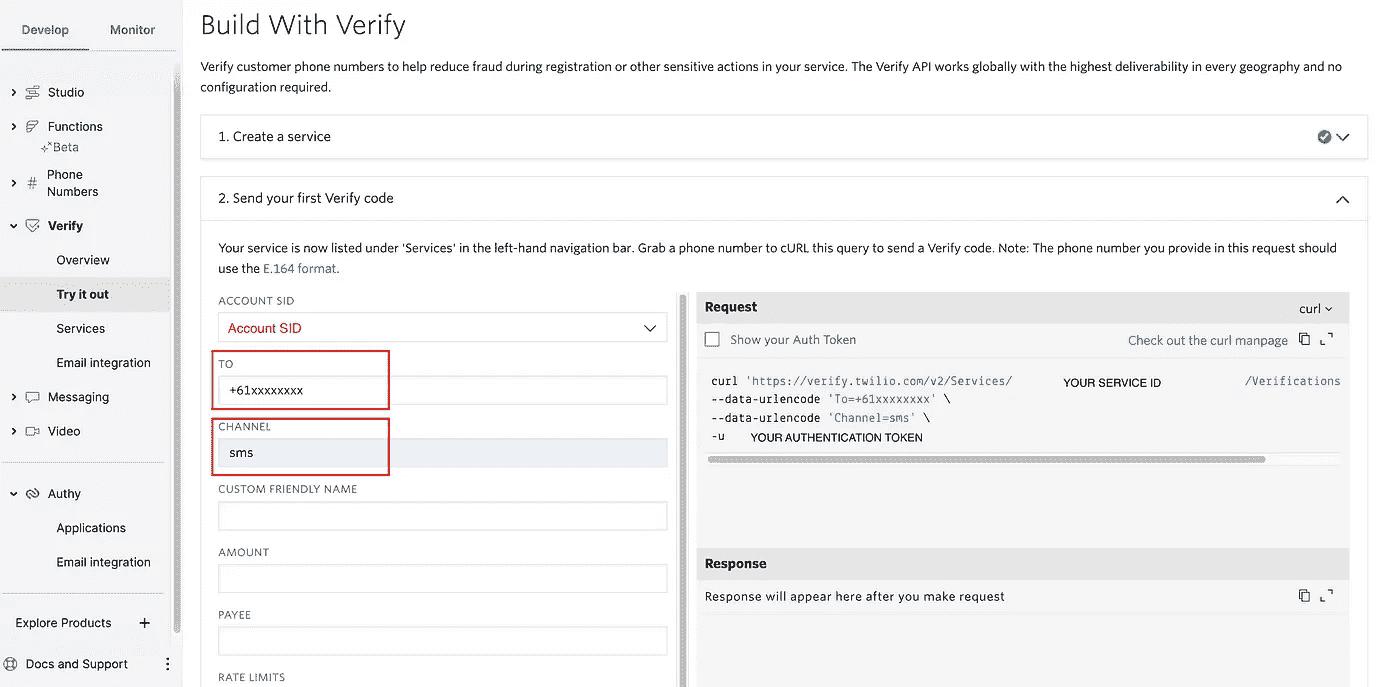 Develop
Monitor
Studio
Functions
Beta
Phone
Numbers
Verify
Overview
Try it out
Services
Email integration
Messaging
Video
Authy
Applications
Email integration
Explore Products +
Docs and Support
Build With Verify
Verify customer phone numbers to help reduce fraud during registration or other sensitive actions in your service. The Verify API works globally with the highest deliverability in every geography and no
configuration required.
1. Create a service
2. Send your first Verify code
Your service is now listed under 'Services' in the left-hand navigation bar. Grab a phone number to cURL this query to send a Verify code. Note: The phone number you provide in this request should
use the E.164 format.
ACCOUNT SID
Account SID
TO
+61xxxxxxxx
CHANNEL
sms
CUSTOM FRIENDLY NAME
AMOUNT
PAYEE
RATE LIMITS
Request
curl
Show your Auth Token
Check out the curl manpage
curl 'https://verify.twilio.com/v2/Services/ YOUR SERVICE ID /Verifications
--data-urlencode 'To=+61xxxxxxxx' \
--data-urlencode 'Channel=sms' \
-u YOUR AUTHENTICATION TOKEN
Response
Response will appear here after you make request